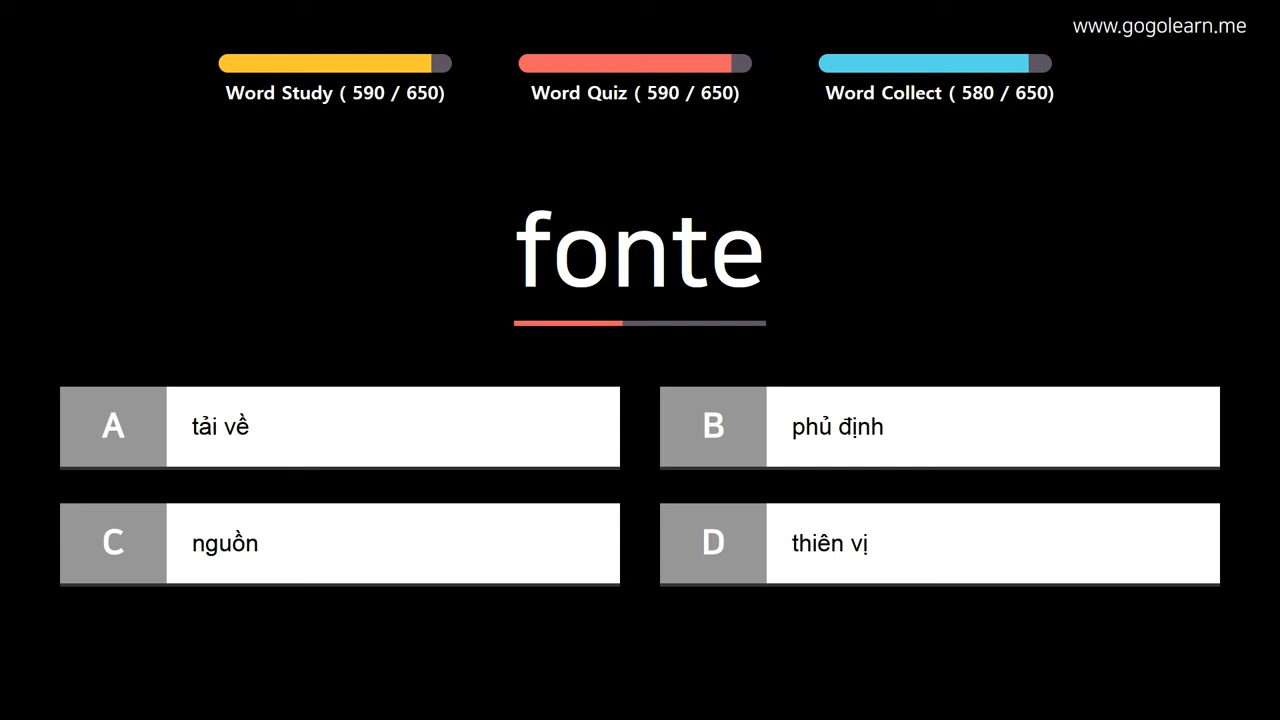 www.gogolearn.me
Word Study ( 590 / 650)
Word Quiz ( 590 / 650)
Word Collect ( 580 / 650)
fonte
A
tải về
B
phủ định
C
nguồn
D
thiên vị